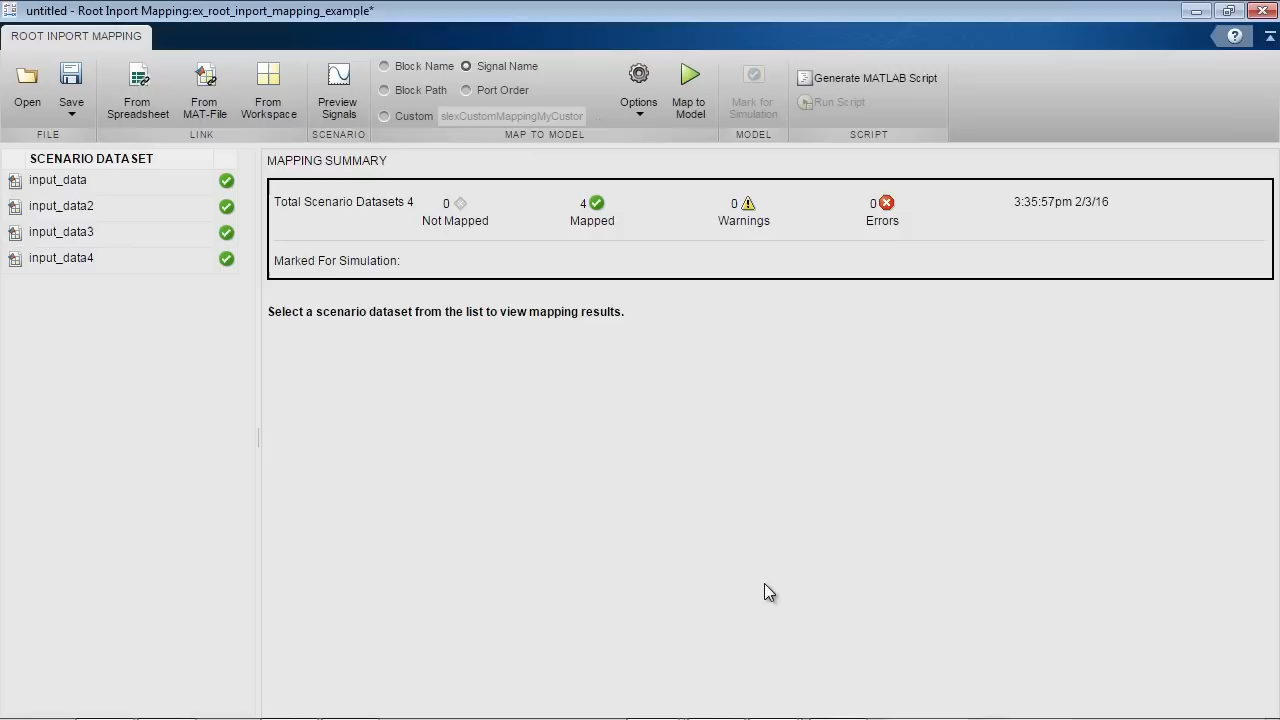 untitled - Root Inport Mapping:ex_root_inport_mapping_example*
ROOT INPORT MAPPING
Open
Save
From Spreadsheet
From MAT-File
From Workspace
Preview Signals
Block Name
Signal Name
Block Path
Port Order
Custom
slexCustomMappingMyCustor
Options
Map to Model
Mark for Simulation
Generate MATLAB Script
Run Script
FILE
LINK
SCENARIO
MAP TO MODEL
MODEL
SCRIPT
SCENARIO DATASET
input_data
input_data2
input_data3
input_data4
MAPPING SUMMARY
Total Scenario Datasets 4
0
Not Mapped
4
Mapped
0
Warnings
0
Errors
3:35:57pm 2/3/16
Marked For Simulation:
Select a scenario dataset from the list to view mapping results.